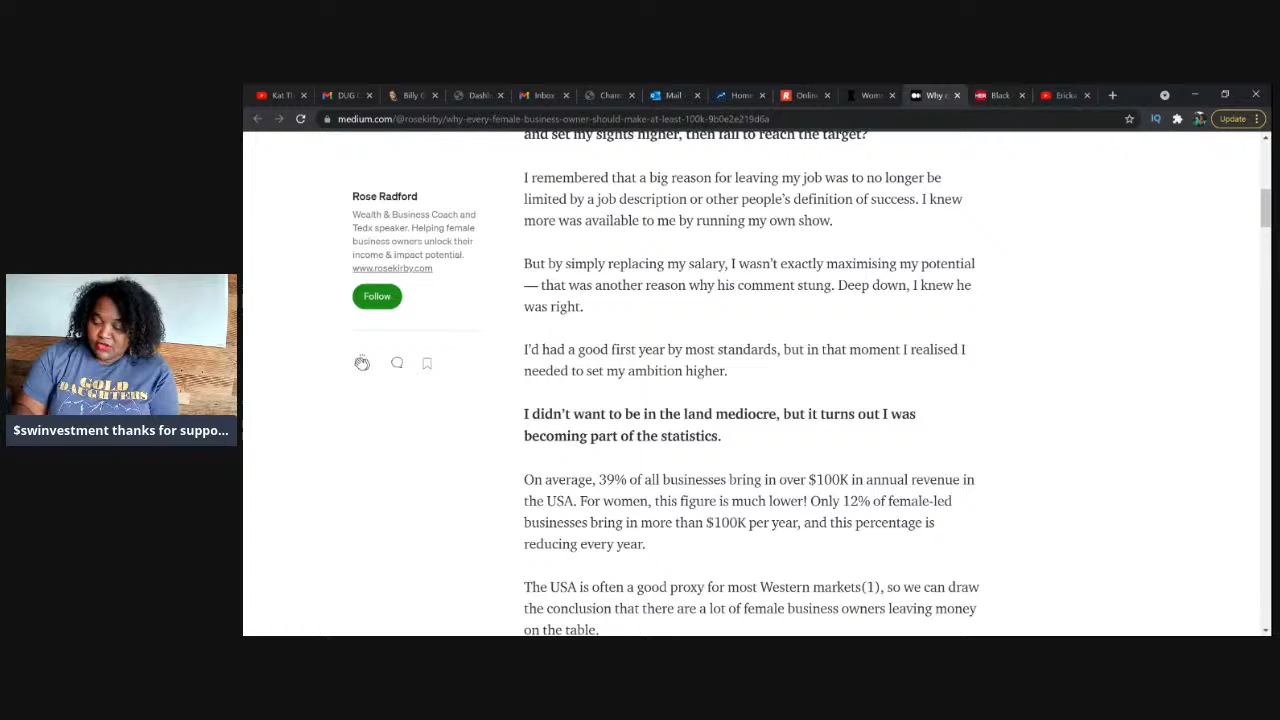 Kat Th
DUG C
Billy G
Dashb
Inbox
Chann
Mail
Home
Online
Wome
Why e
Black
Ericka
medium.com/@rosekirby/why-every-female-business-owner-should-make-at-least-100k-9b0e2e219d6a
IQ
Update
and set my sights higher, then fail to reach the target?
Rose Radford
Wealth & Business Coach and
Tedx speaker. Helping female
business owners unlock their
income & impact potential.
www.rosekirby.com
Follow
I remembered that a big reason for leaving my job was to no longer be
limited by a job description or other people's definition of success. I knew
more was available to me by running my own show.
But by simply replacing my salary, I wasn't exactly maximising my potential
— that was another reason why his comment stung. Deep down, I knew he
was right.
I'd had a good first year by most standards, but in that moment I realised I
needed to set my ambition higher.
I didn't want to be in the land mediocre, but it turns out I was
becoming part of the statistics.
On average, 39% of all businesses bring in over $100K in annual revenue in
the USA. For women, this figure is much lower! Only 12% of female-led
businesses bring in more than $100K per year, and this percentage is
reducing every year.
The USA is often a good proxy for most Western markets(1), so we can draw
the conclusion that there are a lot of female business owners leaving money
on the table.
GOLD
DAUGHTERS
$swinvestment thanks for suppo...